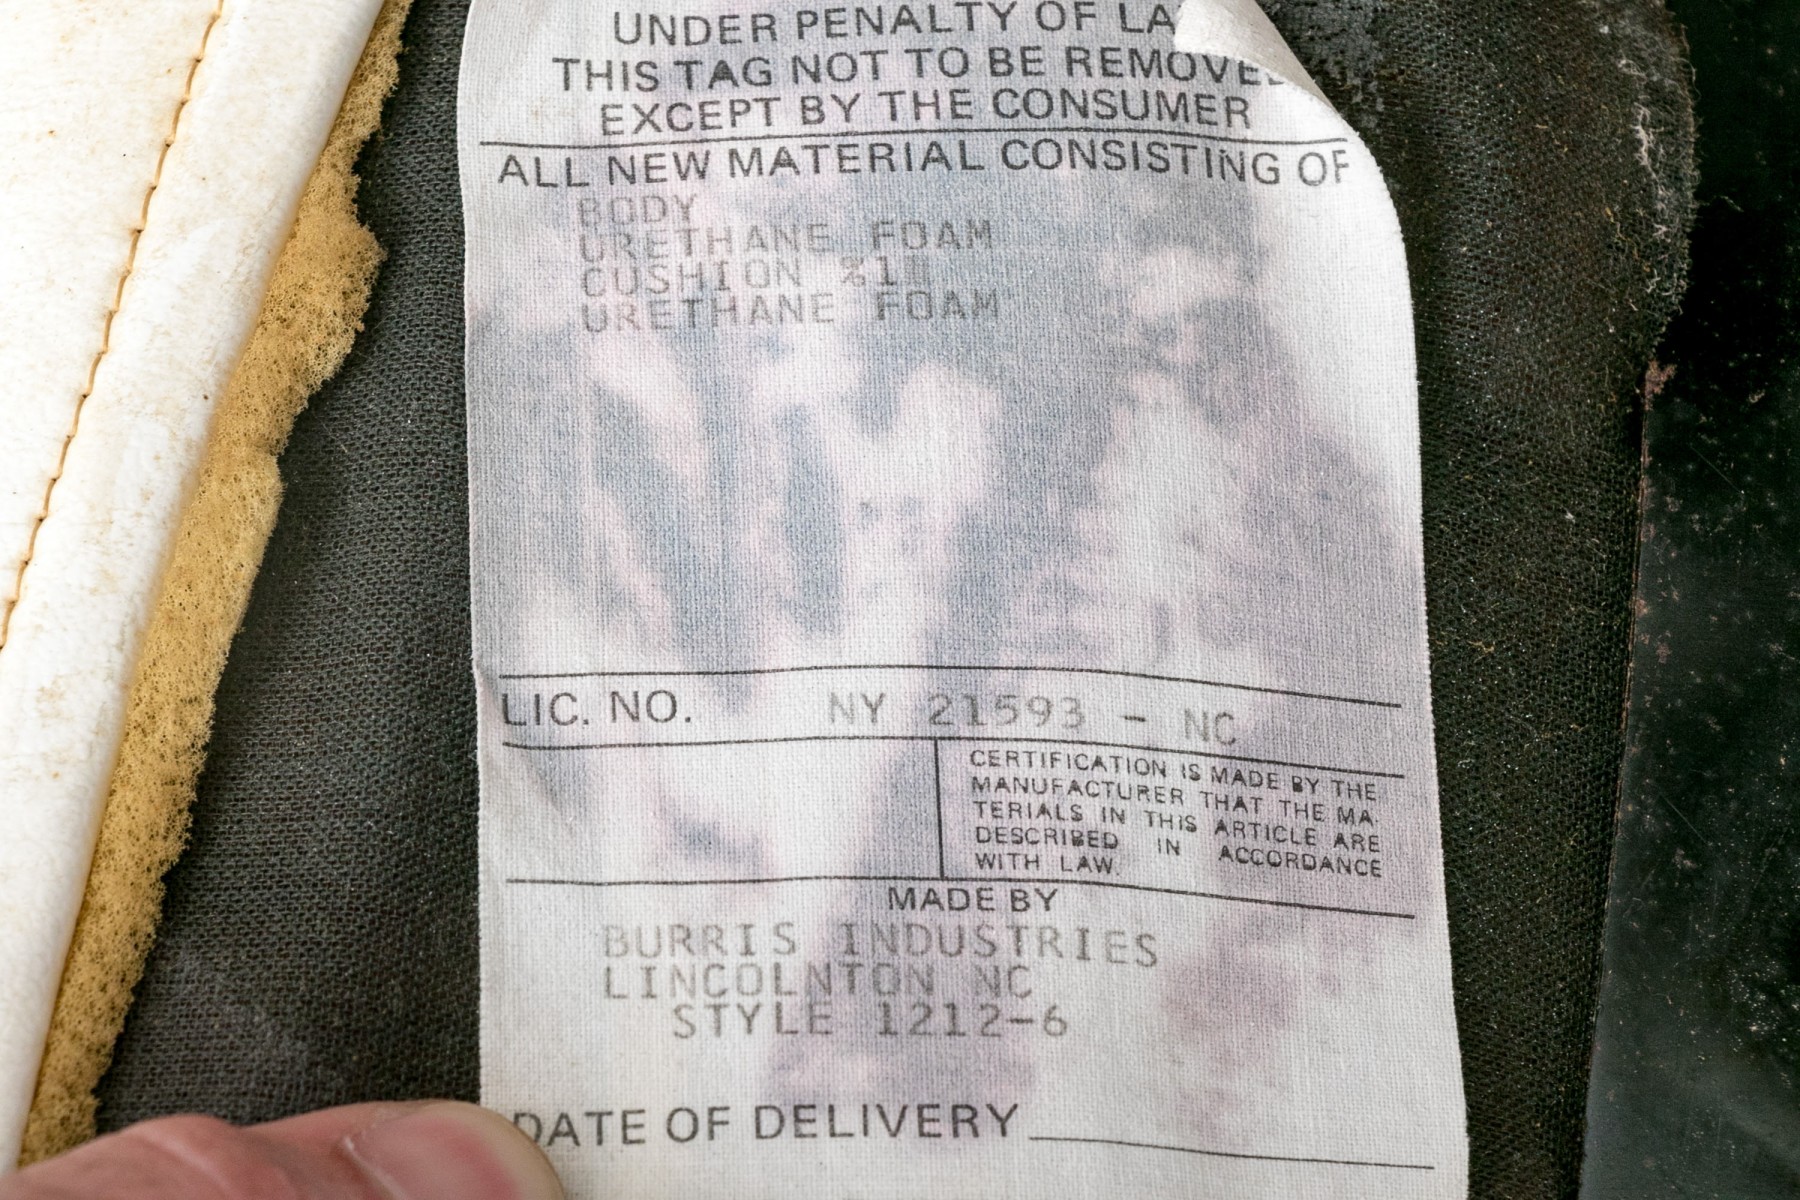 UNDER PENALTY OF LA
THIS TAG NOT TO BE REMOVED
EXCEPT BY THE CONSUMER
ALL NEW MATERIAL CONSISTING OF
BODY
URETHANE FOAM
CUSHION %1
URETHANE FOAM
LIC. NO. NY 21593 - NC
CERTIFICATION IS MADE BY THE
MANUFACTURER THAT THE MA
TERIALS IN THIS ARTICLE ARE
DESCRIBED IN ACCORDANCE
WITH LAW.
MADE BY
BURRIS INDUSTRIES
LINCOLNTON NC
STYLE 1212-6
DATE OF DELIVERY